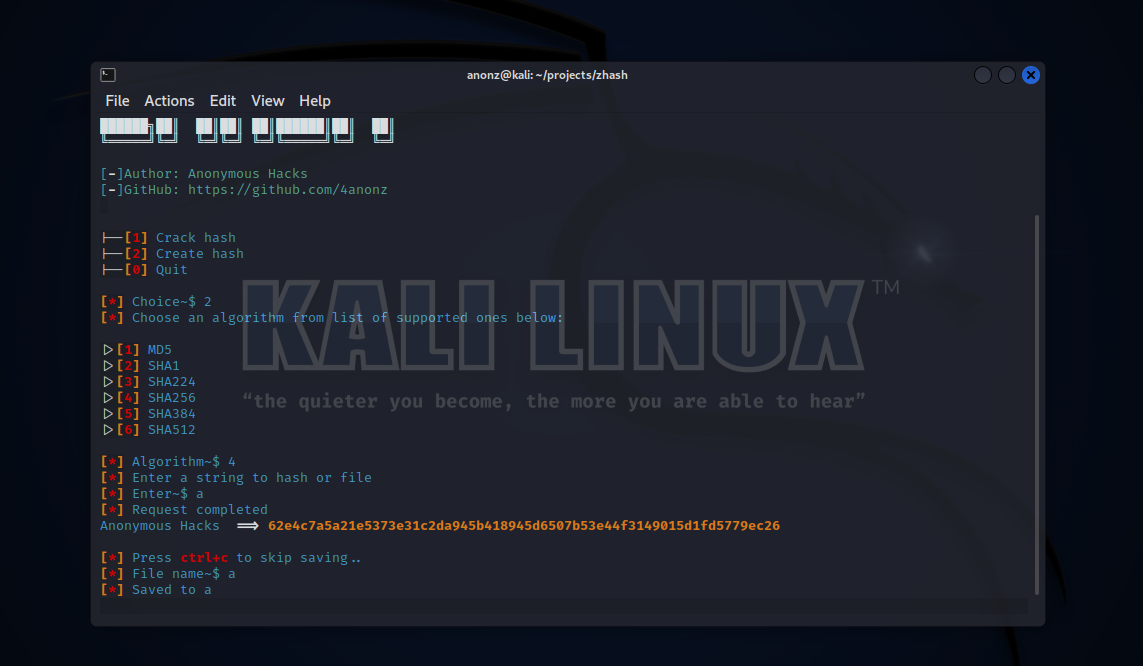 anonz@kali: ~/projects/zhash
File Actions Edit View Help
[-]Author: Anonymous Hacks
[-]GitHub: https://github.com/4anonz
├──[1] Crack hash
├──[2] Create hash
├──[0] Quit
[*] Choice~$ 2
[*] Choose an algorithm from list of supported ones below:
▷[1] MD5
▷[2] SHA1
▷[3] SHA224
▷[4] SHA256
▷[5] SHA384
▷[6] SHA512
[*] Algorithm~$ 4
[*] Enter a string to hash or file
[*] Enter~$ a
[*] Request completed
Anonymous Hacks ==> 62e4c7a5a21e5373e31c2da945b418945d6507b53e44f3149015d1fd5779ec26
[*] Press ctrl+c to skip saving..
[*] File name~$ a
[*] Saved to a
KALI LINUX ™
“the quieter you become, the more you are able to hear”